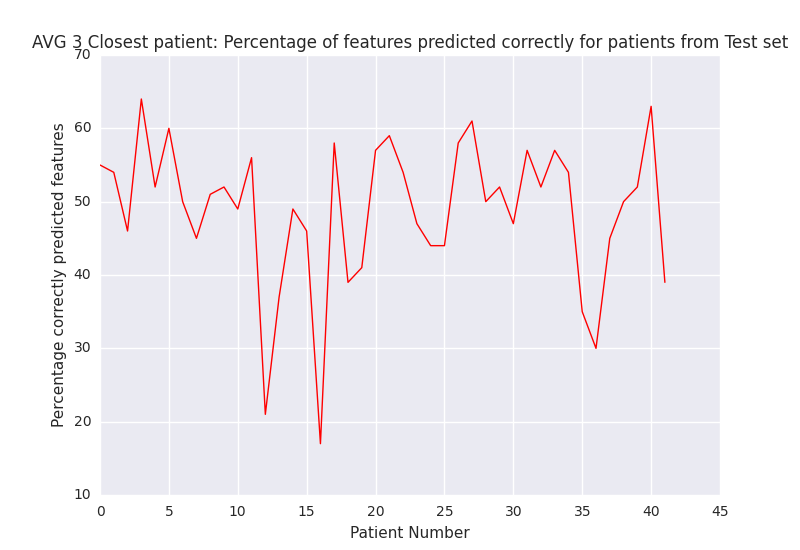 AVG 3 Closest patient: Percentage of features predicted correctly for patients from Test set
70
60
50
40
30
20
10
Percentage correctly predicted features
0 5 10 15 20 25 30 35 40 45
Patient Number